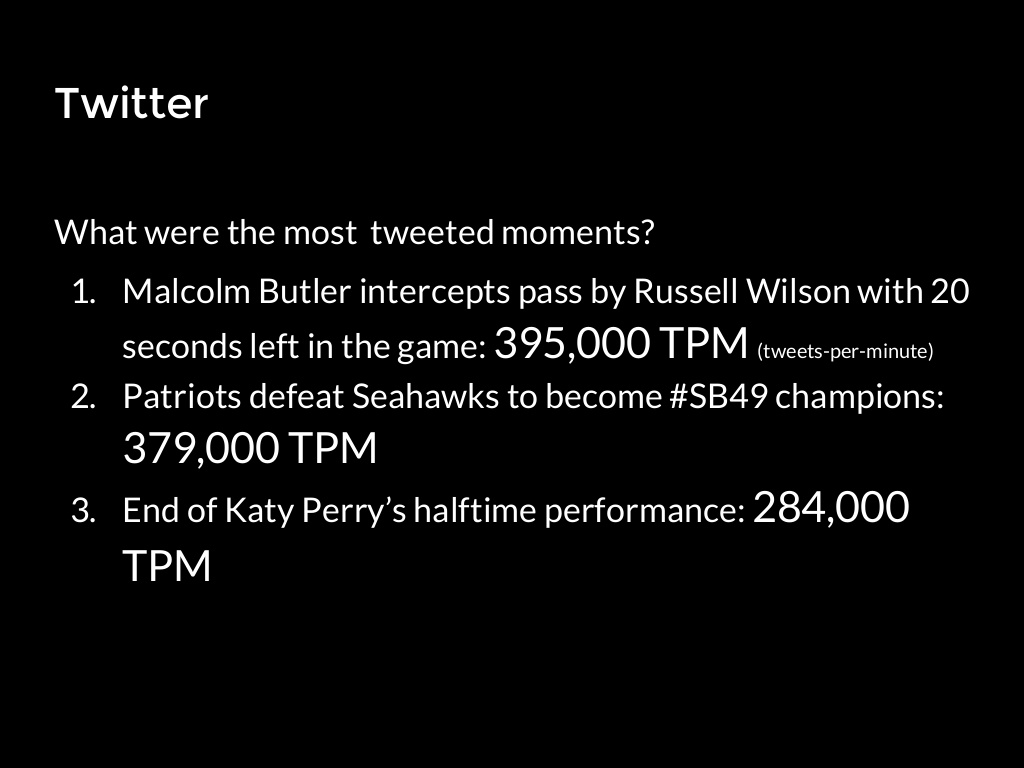 Twitter
What were the most  tweeted moments?
1. Malcolm Butler intercepts pass by Russell Wilson with 20
seconds left in the game: 395,000 TPM (tweets-per-minute)
2. Patriots defeat Seahawks to become #SB49 champions:
379,000 TPM
3. End of Katy Perry’s halftime performance: 284,000
TPM